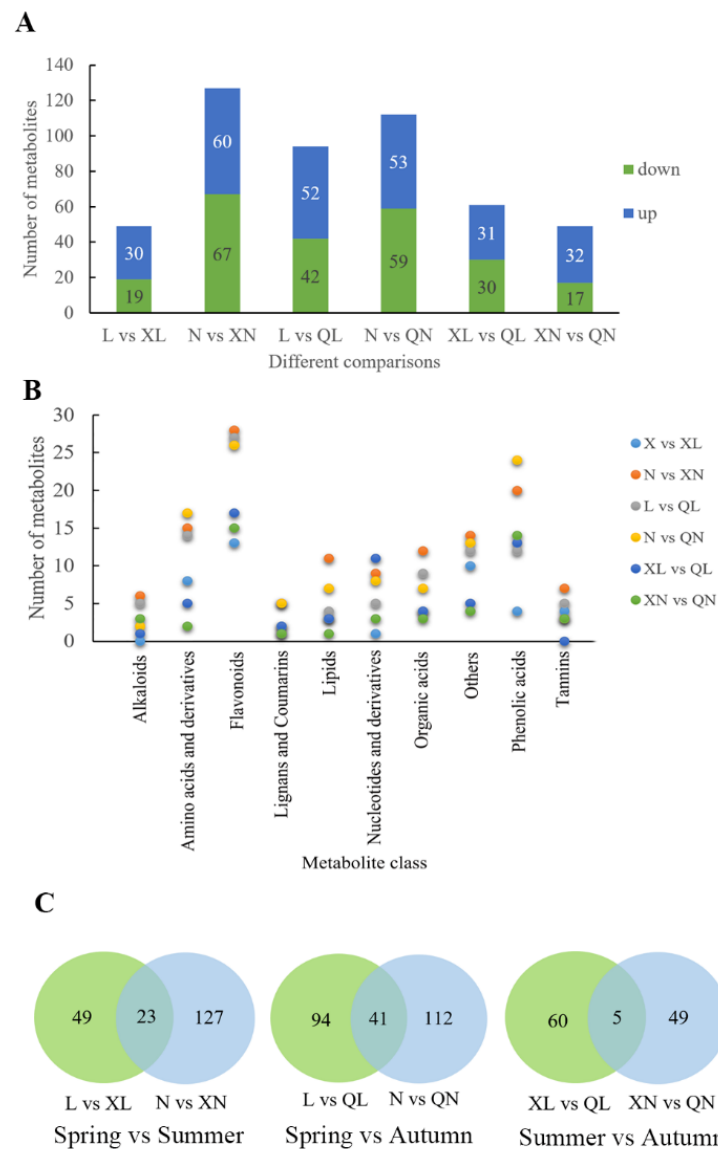 A
140
120
100
80
60
40
20
0
Number of metabolites
30
19
60
67
52
42
53
59
31
30
32
17
down
up
L vs XL N vs XN L vs QL N vs QN XL vs QL XN vs QN
Different comparisons
B
30
25
20
15
10
5
0
Number of metabolites
X vs XL
N vs XN
L vs QL
N vs QN
XL vs QL
XN vs QN
Alkaloids
Amino acids and derivatives
Flavonoids
Lignans and Coumarins
Lipids
Nucleotides and derivatives
Organic acids
Others
Phenolic acids
Tannins
Metabolite class
C
49 23 127
L vs XL N vs XN
Spring vs Summer
94 41 112
L vs QL N vs QN
Spring vs Autumn
60 5 49
XL vs QL XN vs QN
Summer vs Autumn